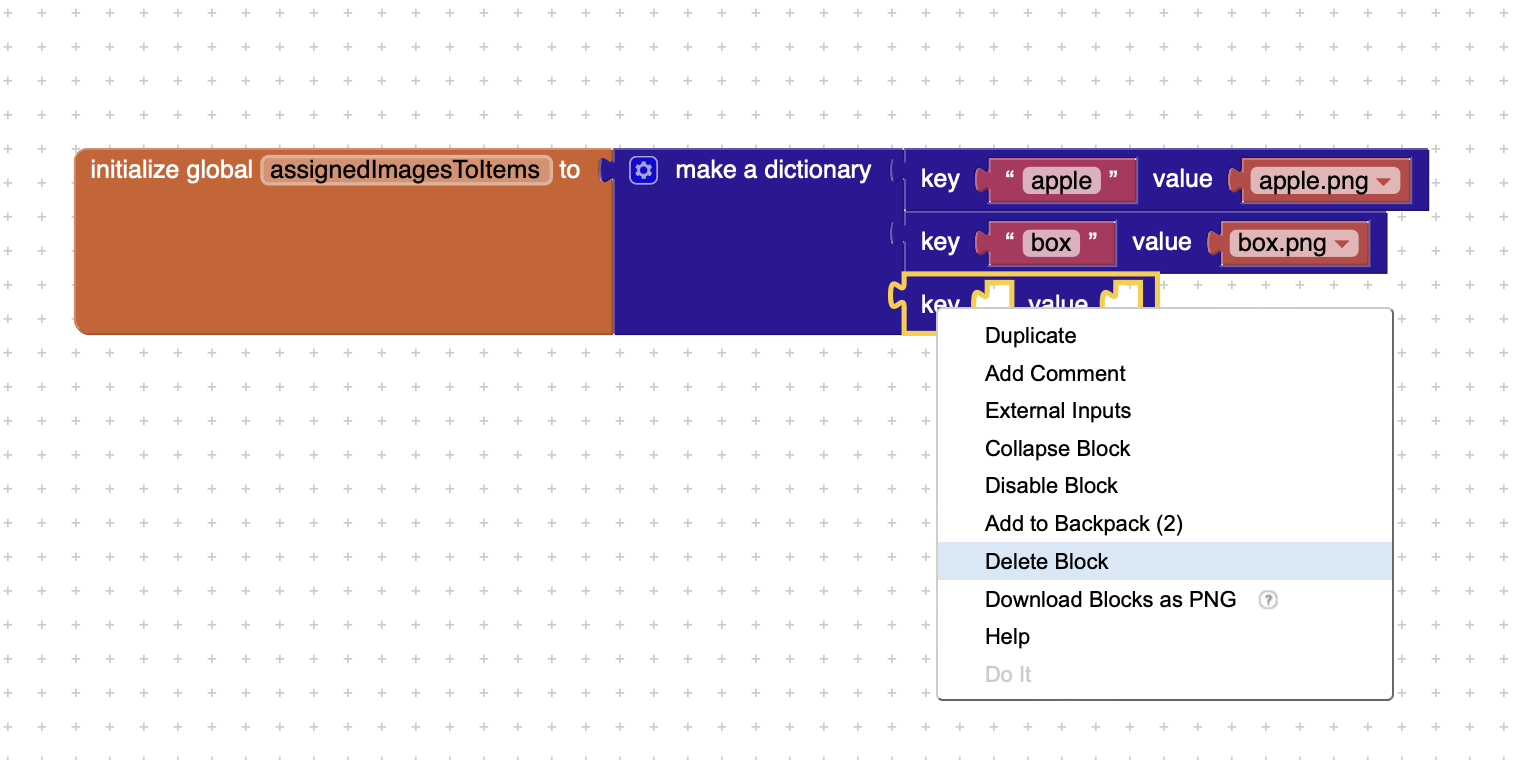 initialize global assignedImagesToItems to make a dictionary key “ apple ” value apple.png
key “ box ” value box.png
key value
Duplicate
Add Comment
External Inputs
Collapse Block
Disable Block
Add to Backpack (2)
Delete Block
Download Blocks as PNG ?
Help
Do It